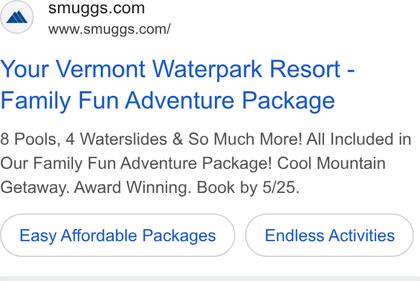 smuggs.com
www.smuggs.com/
Your Vermont Waterpark Resort -
Family Fun Adventure Package
8 Pools, 4 Waterslides & So Much More! All Included in
Our Family Fun Adventure Package! Cool Mountain
Getaway. Award Winning. Book by 5/25.
Easy Affordable Packages
Endless Activities